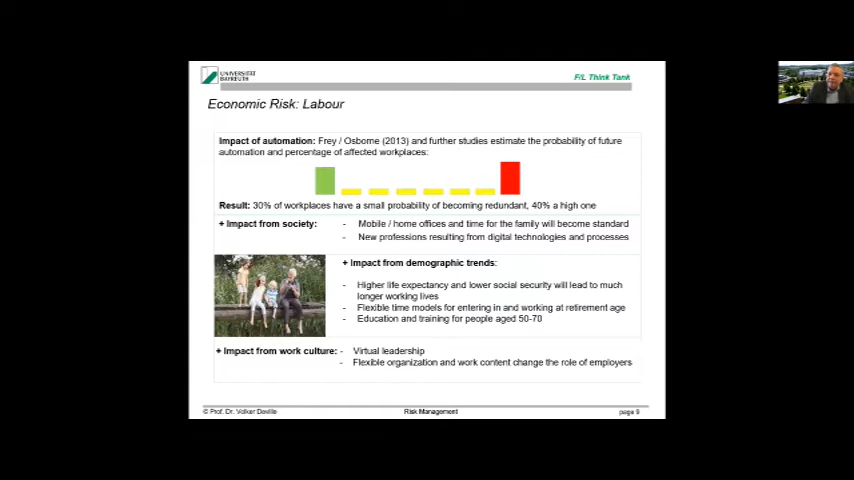 UNIVERSITÄT
BAYREUTH
F/L Think Tank
Economic Risk: Labour
Impact of automation: Frey / Osborne (2013) and further studies estimate the probability of future
automation and percentage of affected workplaces:
Result: 30% of workplaces have a small probability of becoming redundant, 40% a high one
+ Impact from society: - Mobile / home offices and time for the family will become standard
- New professions resulting from digital technologies and processes
+ Impact from demographic trends:
- Higher life expectancy and lower social security will lead to much
longer working lives
- Flexible time models for entering in and working at retirement age
- Education and training for people aged 50-70
+ Impact from work culture: - Virtual leadership
- Flexible organization and work content change the role of employers
© Prof. Dr. Volker Deville Risk Management page 9